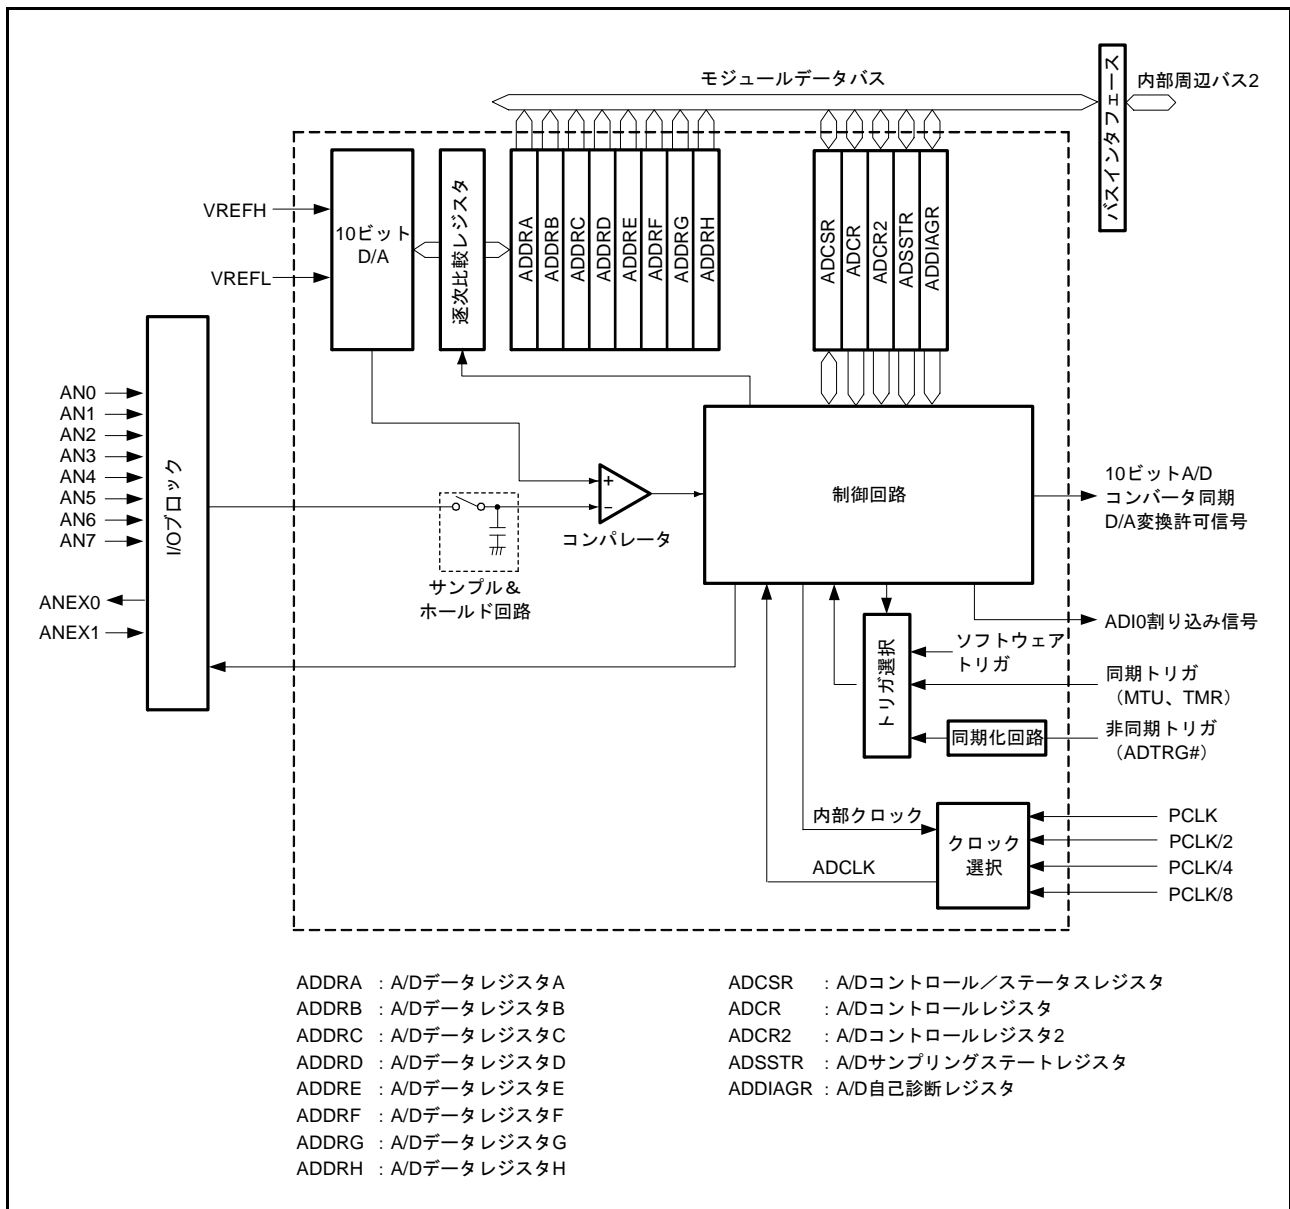 モジュールデータバス
バスインタフェース
内部周辺バス2
VREFH
VREFL
10ビット
D/A
逐次比較レジスタ
ADDRA
ADDRB
ADDRC
ADDRD
ADDRE
ADDRF
ADDRG
ADDRH
ADCSR
ADCR
ADCR2
ADSSTR
ADDIAGR
AN0
AN1
AN2
AN3
AN4
AN5
AN6
AN7
ANEX0
ANEX1
I/Oブロック
サンプル&
ホールド回路
+
−
コンパレータ
制御回路
10ビットA/D
コンバータ同期
D/A変換許可信号
ADI0割り込み信号
トリガ選択
ソフトウェア
トリガ
同期トリガ
（MTU、TMR）
同期化回路
非同期トリガ
（ADTRG#）
内部クロック
ADCLK
クロック
選択
PCLK
PCLK/2
PCLK/4
PCLK/8
ADDRA : A/DデータレジスタA
ADDRB : A/DデータレジスタB
ADDRC : A/DデータレジスタC
ADDRD : A/DデータレジスタD
ADDRE : A/DデータレジスタE
ADDRF : A/DデータレジスタF
ADDRG : A/DデータレジスタG
ADDRH : A/DデータレジスタH
ADCSR : A/Dコントロール／ステータスレジスタ
ADCR : A/Dコントロールレジスタ
ADCR2 : A/Dコントロールレジスタ2
ADSSTR : A/Dサンプリングステートレジスタ
ADDIAGR : A/D自己診断レジスタ